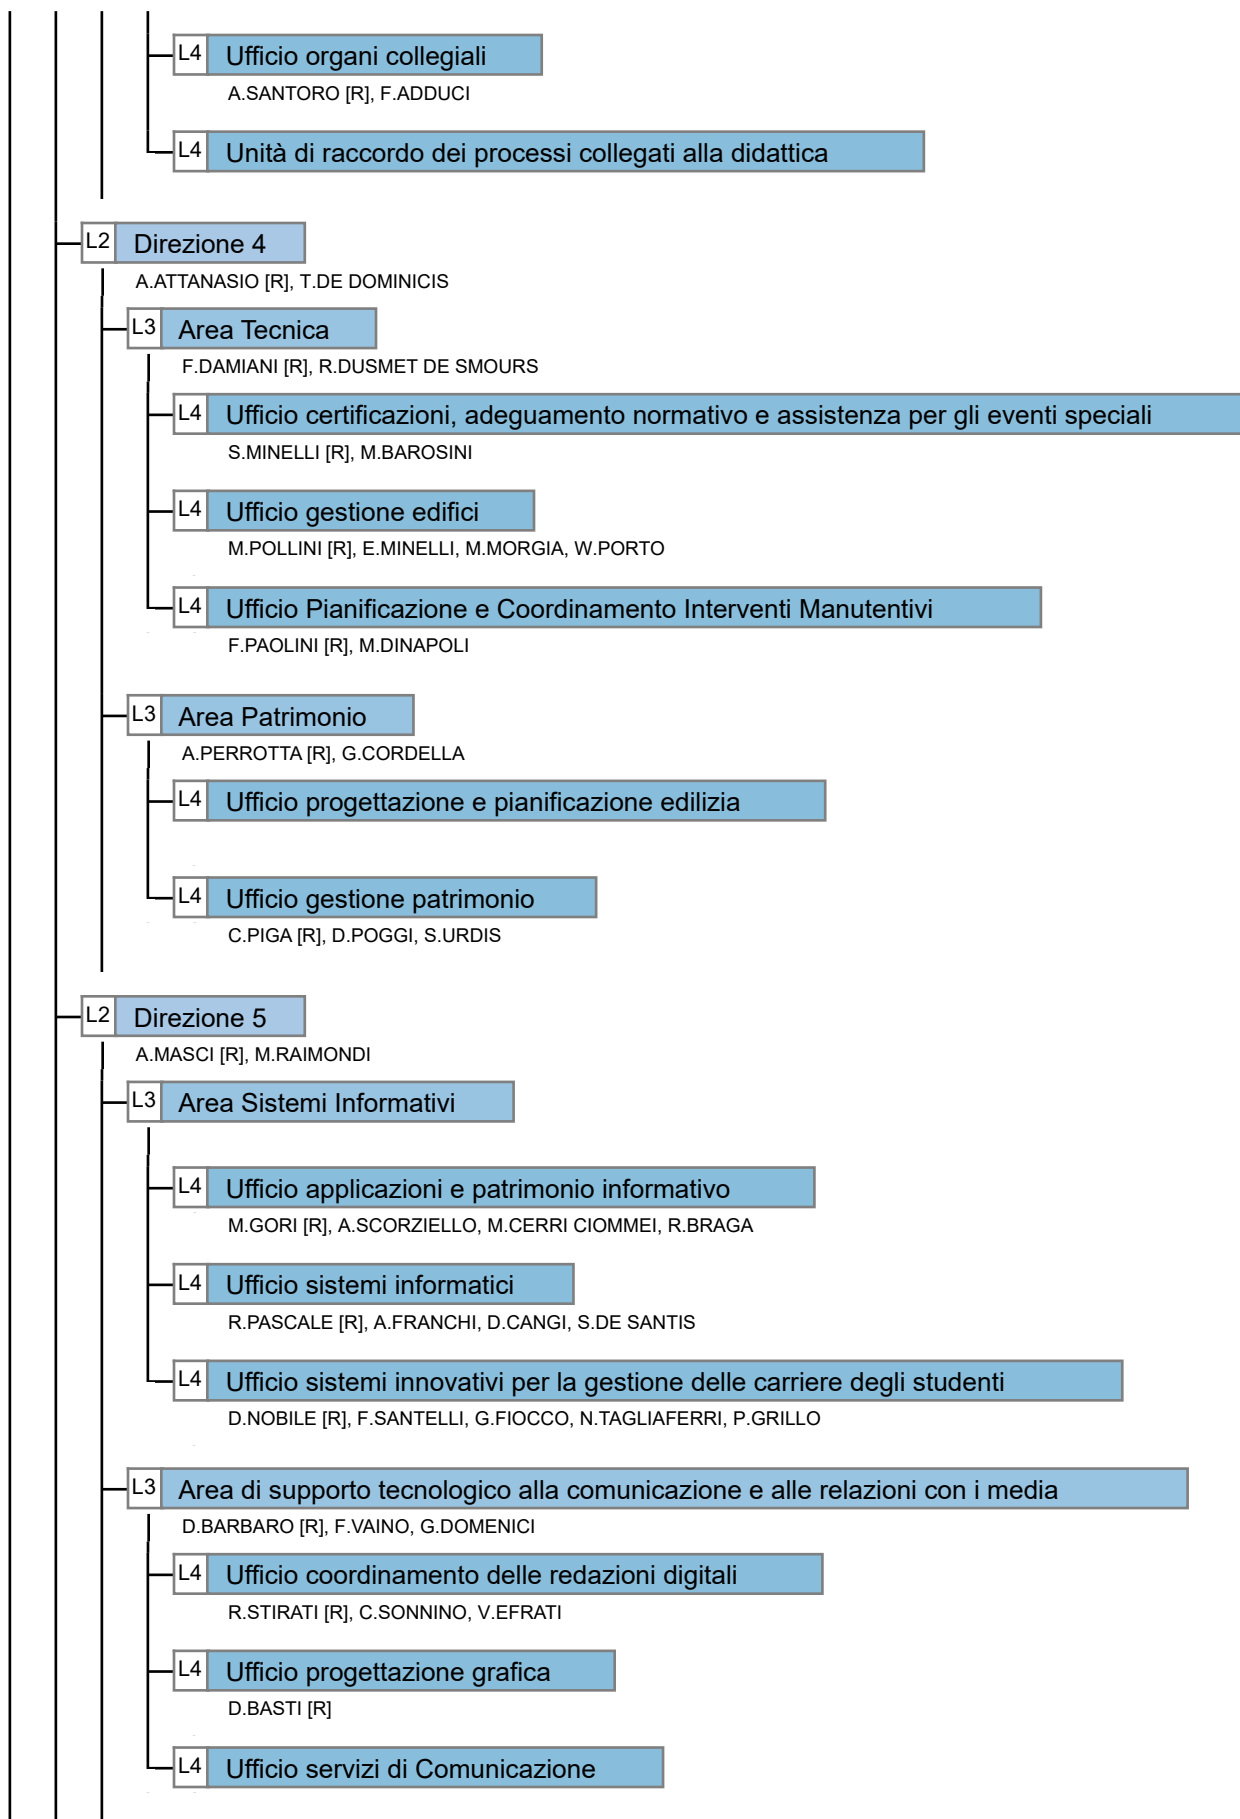 L4 Ufficio organi collegiali
A.SANTORO [R], F.ADDUCI
L4 Unità di raccordo dei processi collegati alla didattica
L2 Direzione 4
A.ATTANASIO [R], T.DE DOMINICIS
L3 Area Tecnica
F.DAMIANI [R], R.DUSMET DE SMOURS
L4 Ufficio certificazioni, adeguamento normativo e assistenza per gli eventi speciali
S.MINELLI [R], M.BAROSINI
L4 Ufficio gestione edifici
M.POLLINI [R], E.MINELLI, M.MORGIA, W.PORTO
L4 Ufficio Pianificazione e Coordinamento Interventi Manutentivi
F.PAOLINI [R], M.DINAPOLI
L3 Area Patrimonio
A.PERROTTA [R], G.CORDELLA
L4 Ufficio progettazione e pianificazione edilizia
L4 Ufficio gestione patrimonio
C.PIGA [R], D.POGGI, S.URDIS
L2 Direzione 5
A.MASCI [R], M.RAIMONDI
L3 Area Sistemi Informativi
L4 Ufficio applicazioni e patrimonio informativo
M.GORI [R], A.SCORZIELLO, M.CERRI CIOMMEI, R.BRAGA
L4 Ufficio sistemi informatici
R.PASCALE [R], A.FRANCHI, D.CANGI, S.DE SANTIS
L4 Ufficio sistemi innovativi per la gestione delle carriere degli studenti
D.NOBILE [R], F.SANTELLI, G.FIOCCO, N.TAGLIAFERRI, P.GRILLO
L3 Area di supporto tecnologico alla comunicazione e alle relazioni con i media
D.BARBARO [R], F.VAINO, G.DOMENICI
L4 Ufficio coordinamento delle redazioni digitali
R.STIRATI [R], C.SONNINO, V.EFRATI
L4 Ufficio progettazione grafica
D.BASTI [R]
L4 Ufficio servizi di Comunicazione